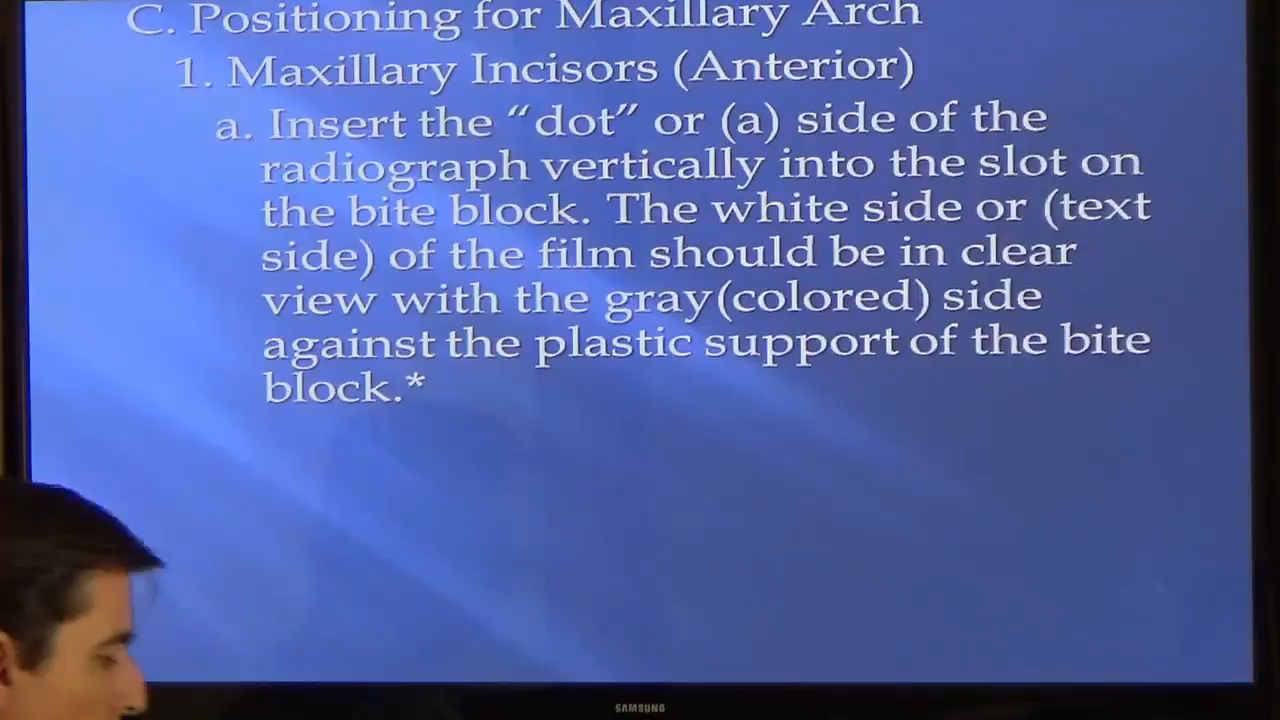 C. Positioning for Maxillary Arch
1. Maxillary Incisors (Anterior)
a. Insert the “dot” or (a) side of the
radiograph vertically into the slot on
the bite block. The white side or (text
side) of the film should be in clear
view with the gray(colored) side
against the plastic support of the bite
block.*
SAMSUNG